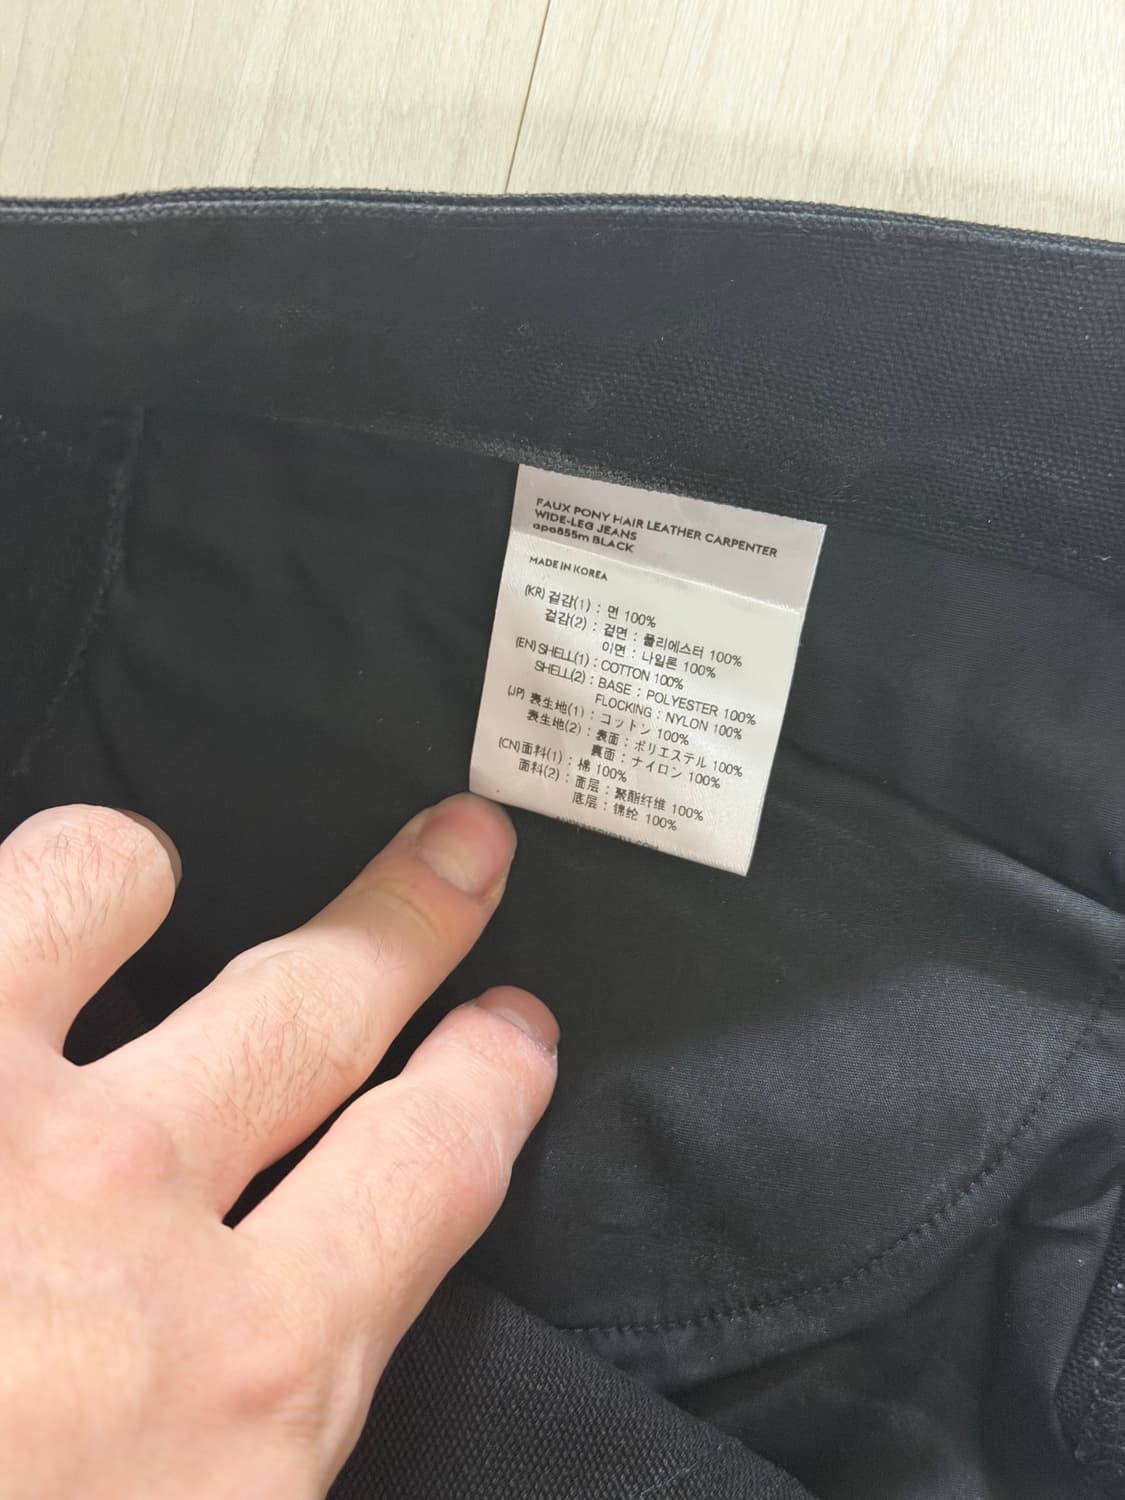 FAUX PONY HAIR LEATHER CARPENTER
WIDE-LEG JEANS
apa855m BLACK
MADE IN KOREA
(KR) 겉감(1) : 면 100%
겉감(2) : 겉면 : 폴리에스터 100%
이면 : 나일론 100%
(EN) SHELL(1) : COTTON 100%
SHELL(2) : BASE : POLYESTER 100%
FLOCKING : NYLON 100%
(JP) 表生地(1) : コットン 100%
表生地(2) : 表面 : ポリエステル 100%
裏面 : ナイロン 100%
(CN) 面料(1) : 棉 100%
面料(2) : 面层 : 聚酯纤维 100%
底层 : 锦纶 100%